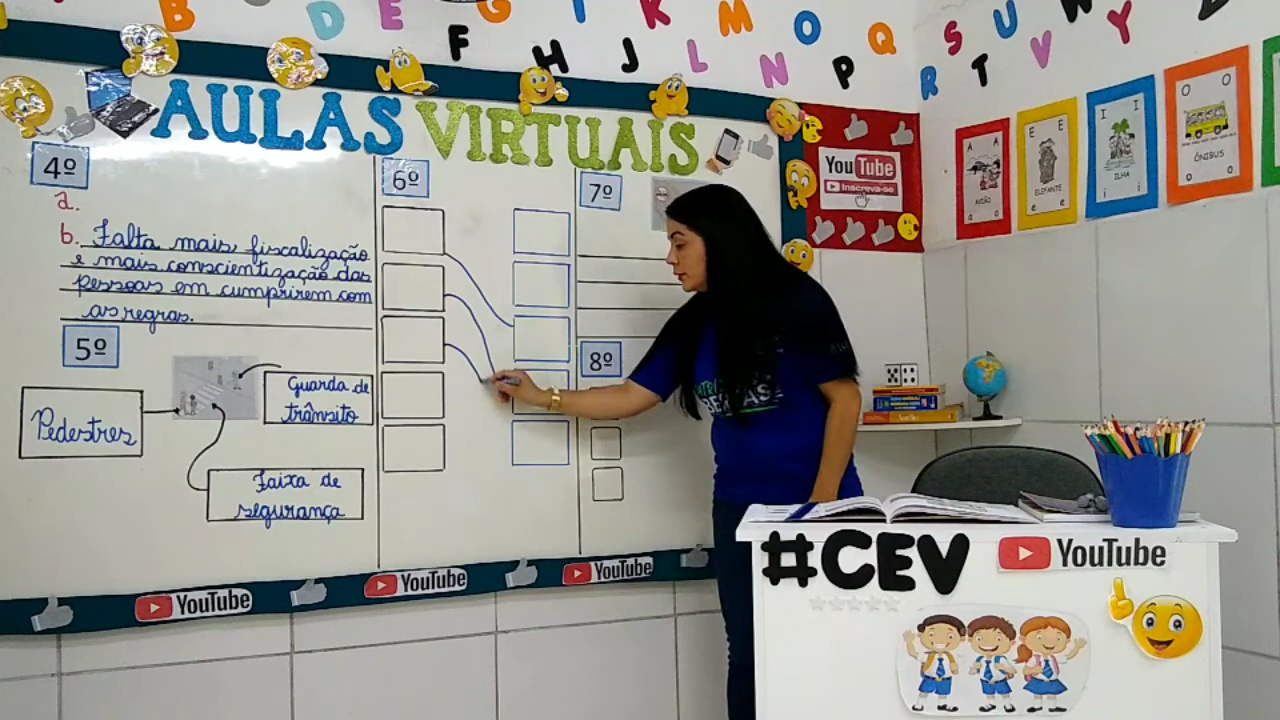 B D E G I K M O Q S U W Y Z
F H J L N P R T V
AULAS VIRTUAIS
4º
a.
b. Falta mais fiscalização
e mais conscientização das
pessoas em cumprirem com
as regras.
5º
Pedestres
Guarda de
trânsito
Faixa de
segurança
6º
7º
8º
YouTube
Inscreva-se
A A
AVIÃO
a a
E E
ELEFANTE
e e
I I
ILHA
i i
O O
ÔNIBUS
o o
YouTube
YouTube
YouTube
#CEV YouTube